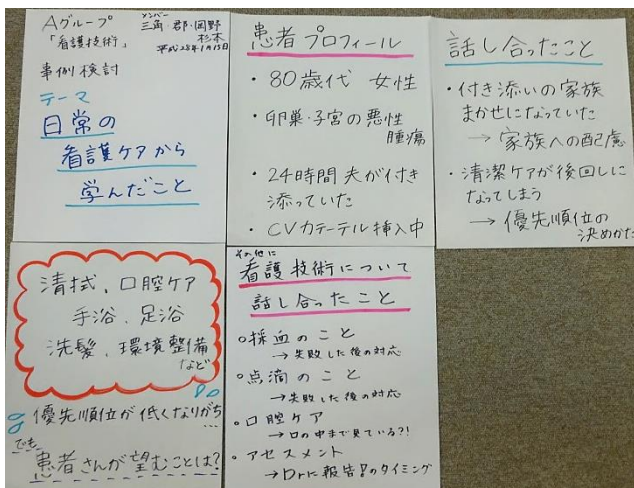 Aグループ
「看護技術」
メンバー
三角 郡・岡野
杉本
平成28年1月15日
事例検討
テーマ
日常の
看護ケアから
学んだこと
患者プロフィール
・80歳代 女性
・卵巣・子宮の悪性
腫瘍
・24時間 夫が付き
添っていた
・CVカテーテル挿入中
話し合ったこと
・付き添いの家族
まかせになっていた
→ 家族への配慮
・清潔ケアが後回しに
なってしまう
→ 優先順位の
決めかた
清拭、口腔ケア
手浴、足浴
洗髪、環境整備
など
優先順位が低くなりがち
…
でも
患者さんが望むことは?
その他に
看護技術について
話し合ったこと
○採血のこと
→失敗した後の対応
○点滴のこと
→失敗した後の対応
○口腔ケア
→口の中まで見ている?!
○アセスメント
→Drに報告のタイミング